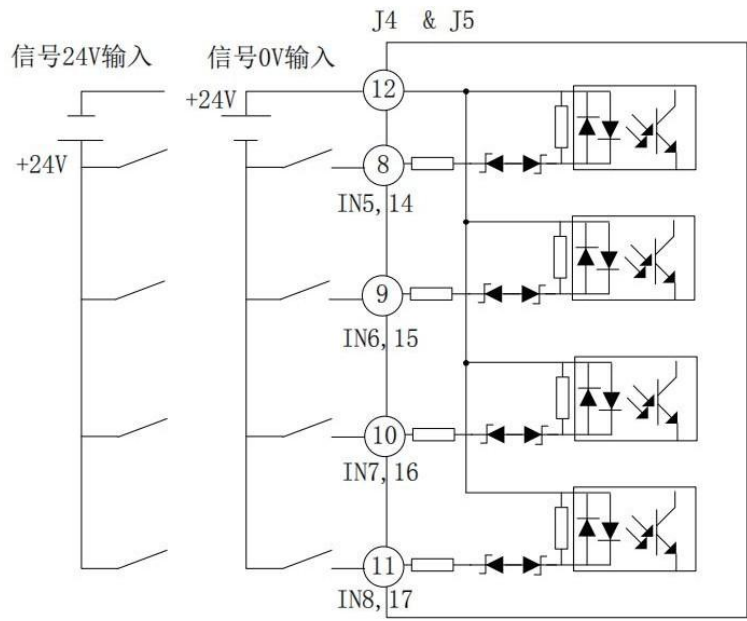 J4 & J5
信号24V输入
信号0V输入
+24V
12
+24V
8
IN5,14
9
IN6,15
10
IN7,16
11
IN8,17